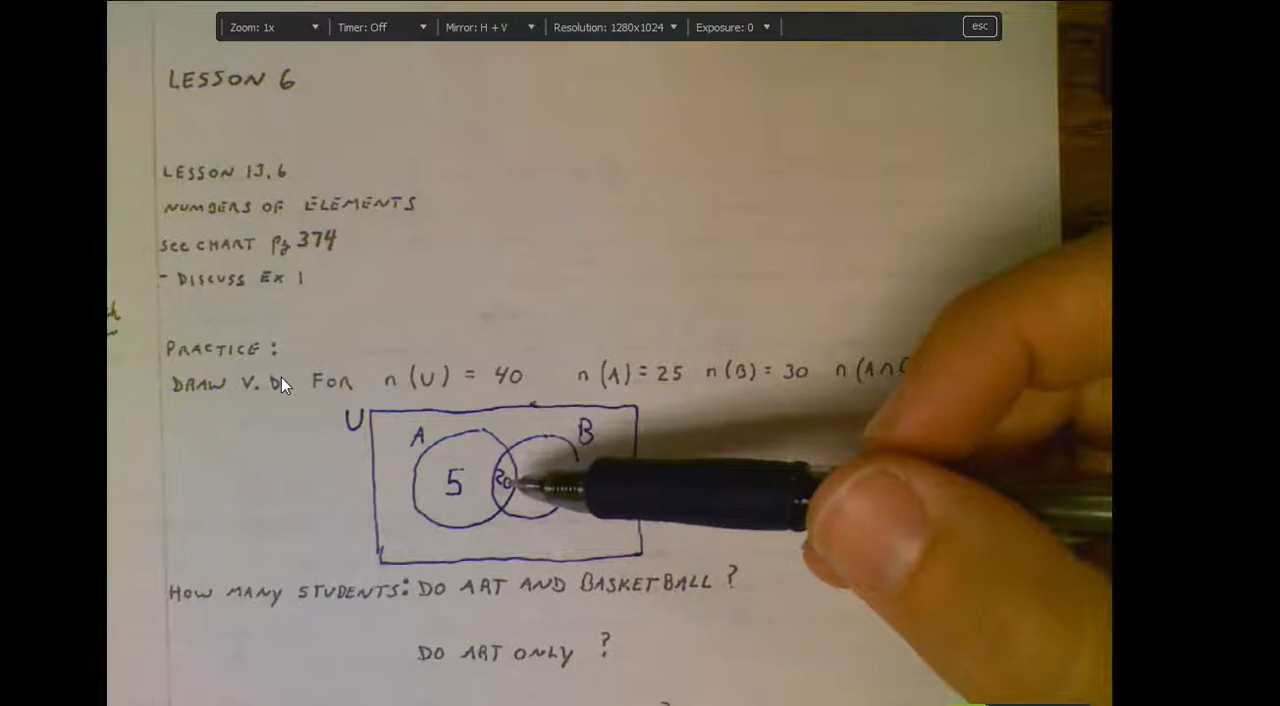 Zoom: 1x Timer: Off Mirror: H + V Resolution: 1280x1024 Exposure: 0 esc
LESSON 6
LESSON 13.6
NUMBERS OF ELEMENTS
SEE CHART Pg 374
- DISCUSS EX 1
PRACTICE:
DRAW V. D FOR n(U) = 40 n(A) = 25 n(B) = 30 n(A∩
U
A B
5 20
HOW MANY STUDENTS: DO ART AND BASKETBALL?
DO ART ONLY ?